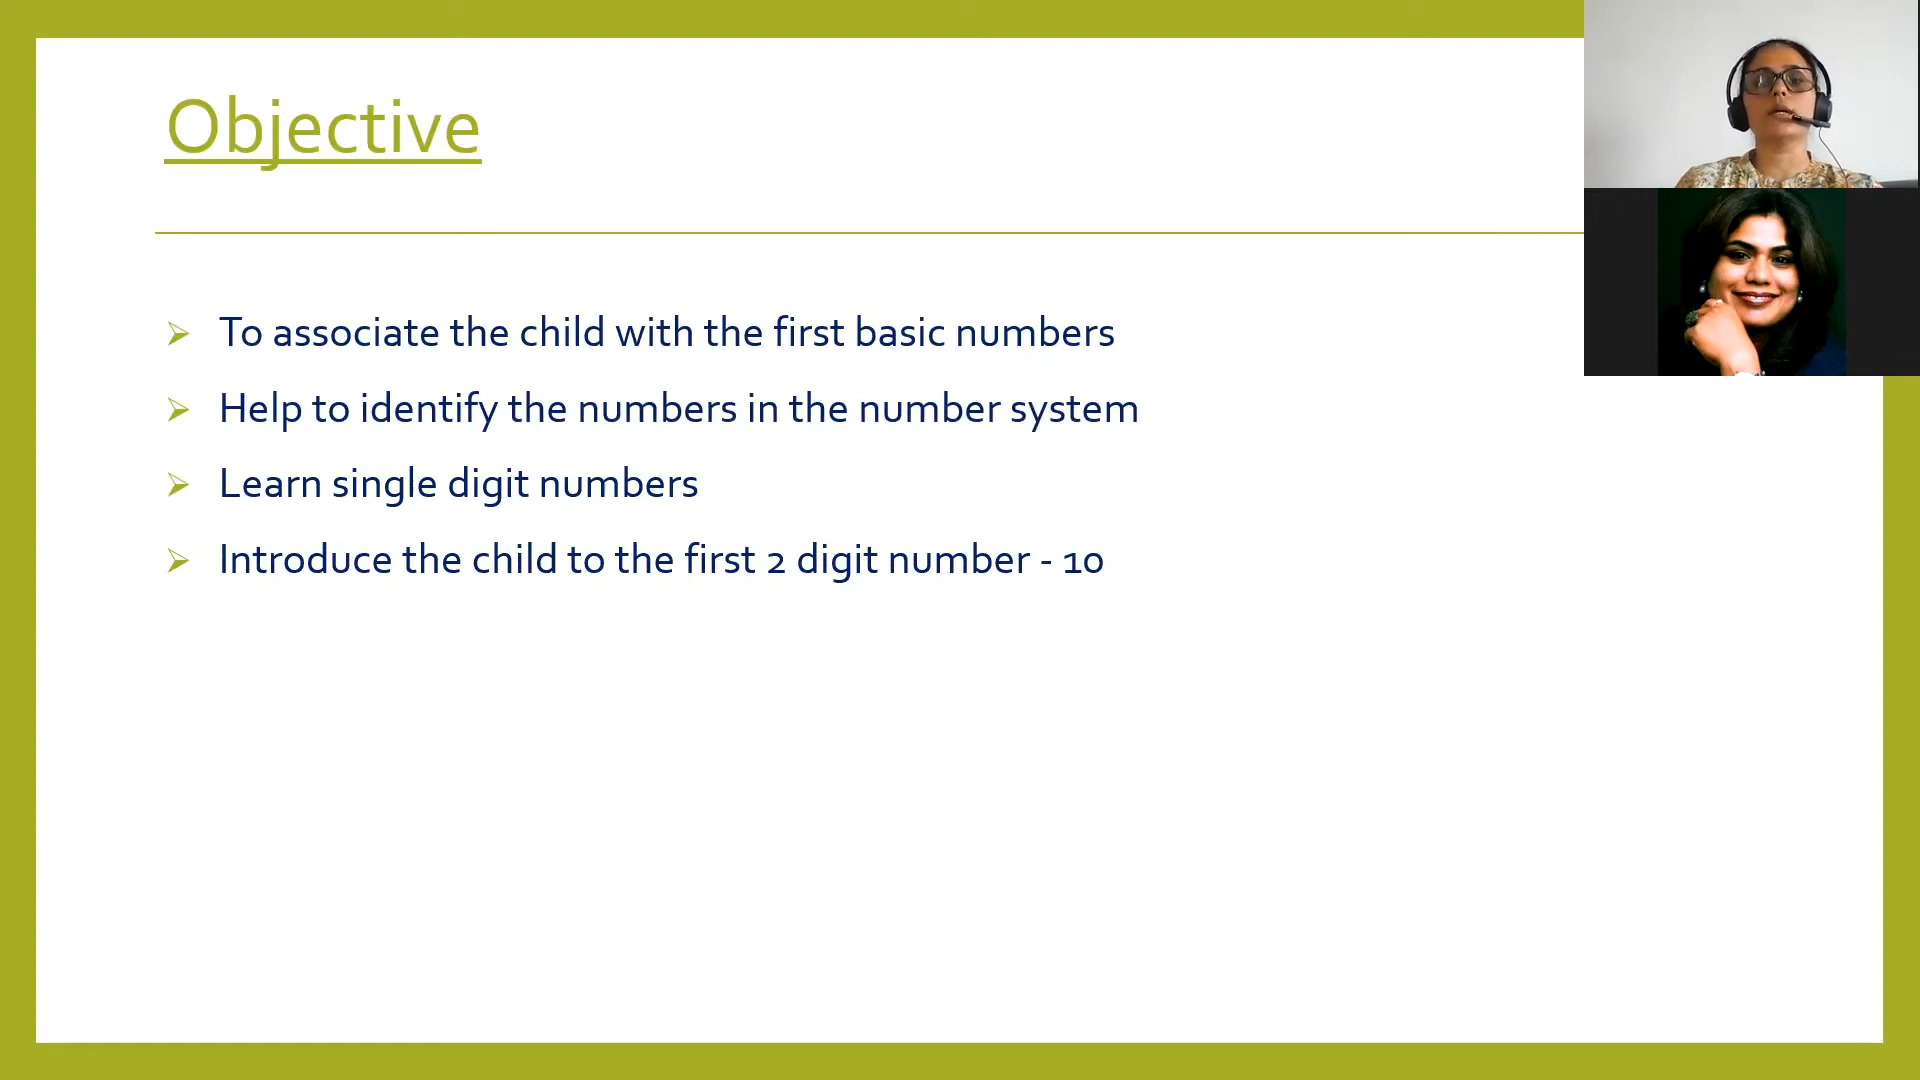 Objective
To associate the child with the first basic numbers
Help to identify the numbers in the number system
Learn single digit numbers
Introduce the child to the first 2 digit number - 10